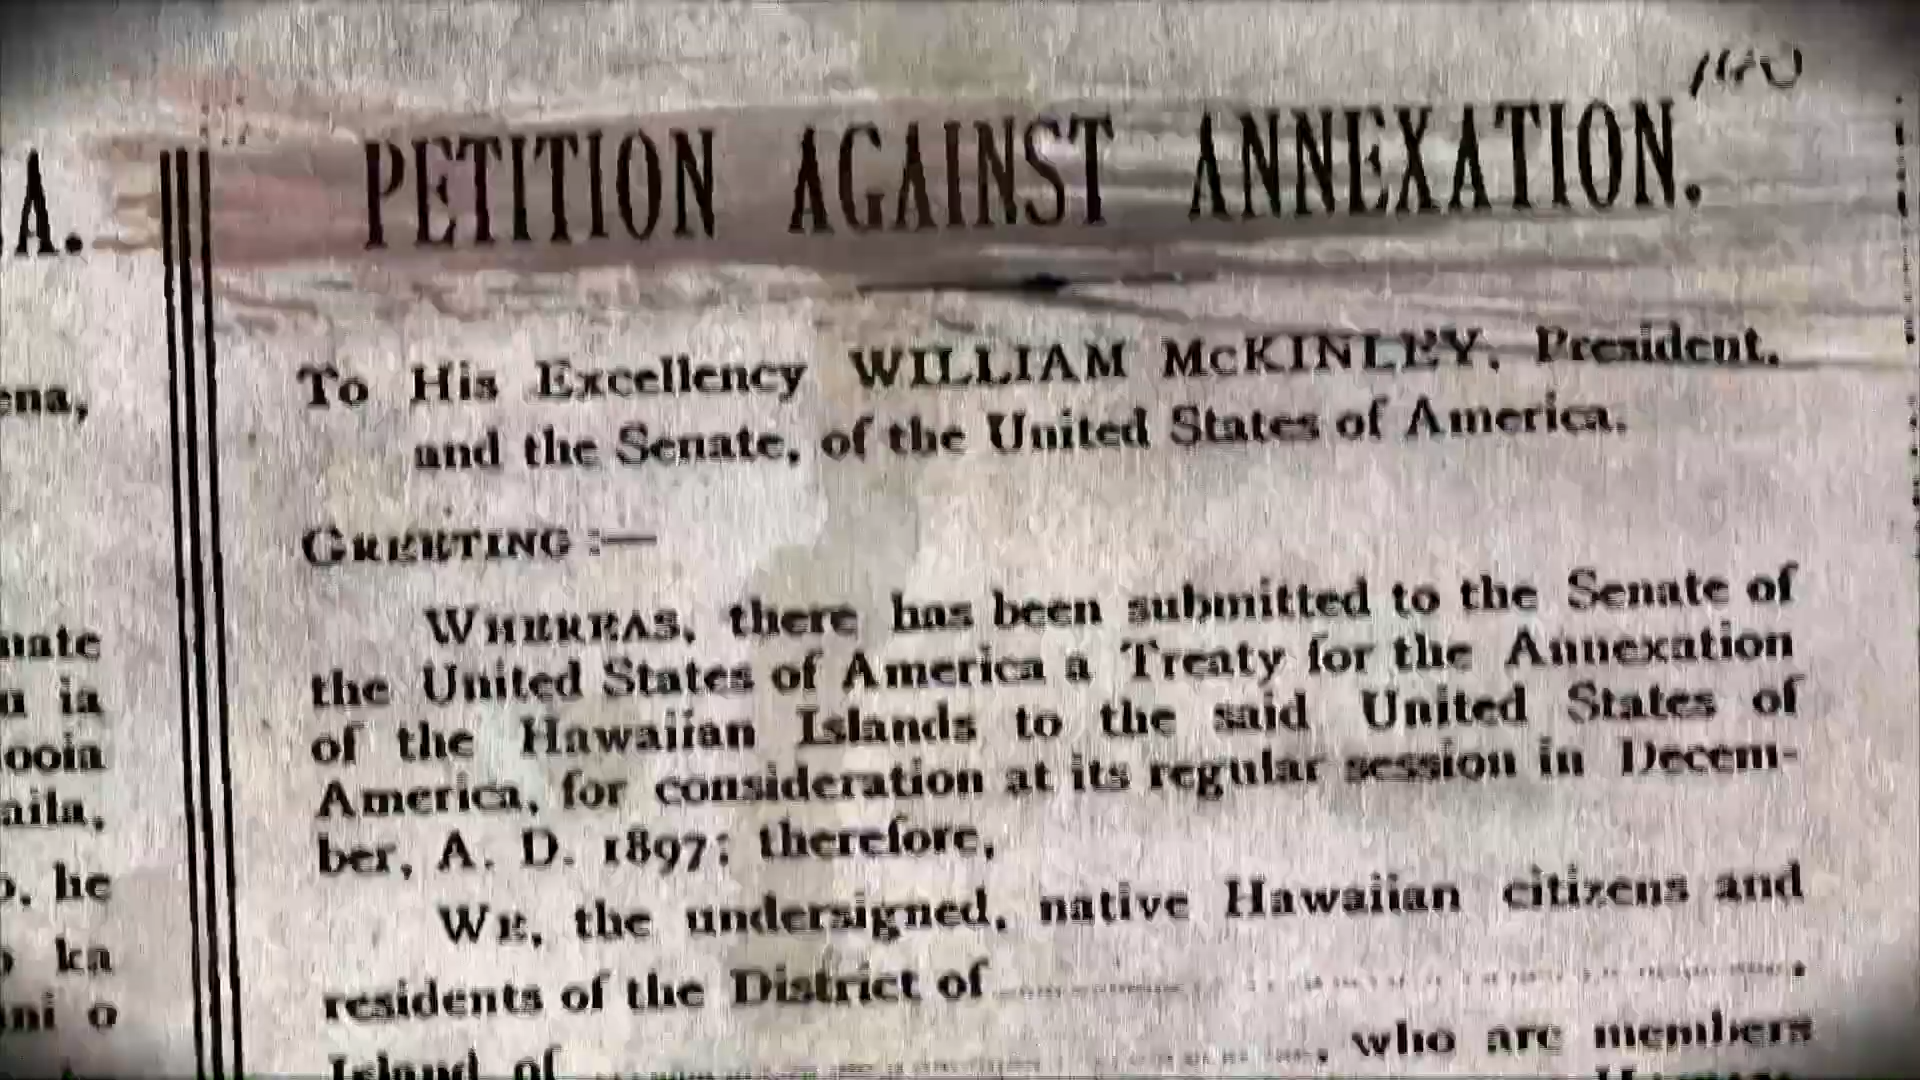 A.
ena,
nate
u ia
ooia
aila,
o. he
o ka
ni o
PETITION AGAINST ANNEXATION.
To His Excellency WILLIAM McKINLEY, President,
and the Senate, of the United States of America.
GREETING :—
WHEREAS, there has been submitted to the Senate of
the United States of America a Treaty for the Annexation
of the Hawaiian Islands to the said United States of
America, for consideration at its regular session in Decem-
ber, A. D. 1897; therefore,
WE, the undersigned, native Hawaiian citizens and
residents of the District of
Island of , who are members